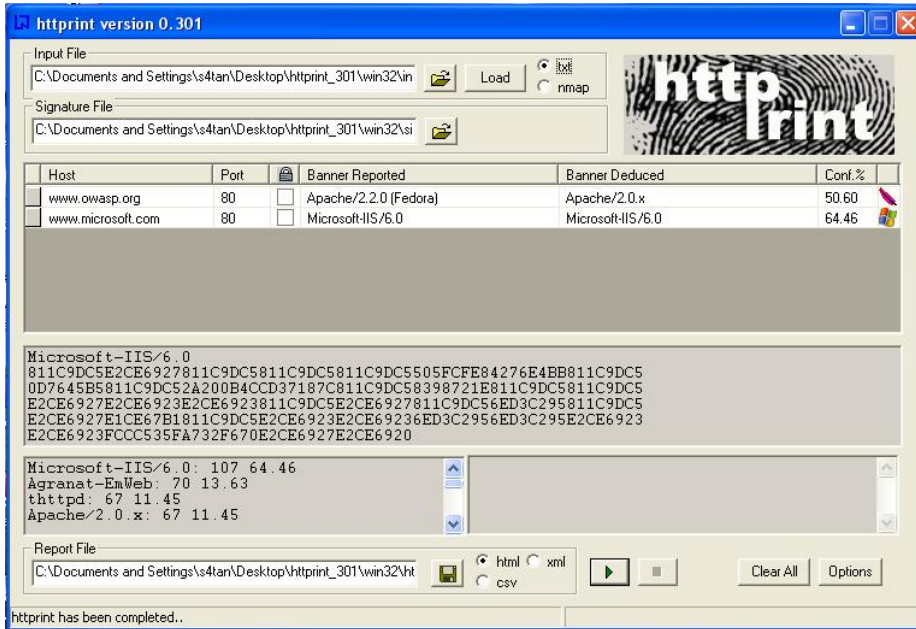 httprint version 0.301
Input File
C:\Documents and Settings\s4tan\Desktop\httprint_301\win32\in
Load
txt
nmap
http
Print
Signature File
C:\Documents and Settings\s4tan\Desktop\httprint_301\win32\si
Host Port Banner Reported Banner Deduced Conf.%
www.owasp.org 80 Apache/2.2.0 (Fedora) Apache/2.0.x 50.60
www.microsoft.com 80 Microsoft-IIS/6.0 Microsoft-IIS/6.0 64.46
Microsoft-IIS/6.0
811C9DC5E2CE6927811C9DC5811C9DC5811C9DC5505FCFE84276E4BB811C9DC5
0D7645B5811C9DC52A200B4CCD37187C811C9DC58398721E811C9DC5811C9DC5
E2CE6927E2CE6923E2CE6923811C9DC5E2CE6927811C9DC56ED3C295811C9DC5
E2CE6927E1CE67B1811C9DC5E2CE6923E2CE69236ED3C2956ED3C295E2CE6923
E2CE6923FCCC535FA732F670E2CE6927E2CE6920
Microsoft-IIS/6.0: 107 64.46
Agranat-EmWeb: 70 13.63
thttpd: 67 11.45
Apache/2.0.x: 67 11.45
Report File
C:\Documents and Settings\s4tan\Desktop\httprint_301\win32\ht
html xml
csv
Clear All
Options
httprint has been completed..